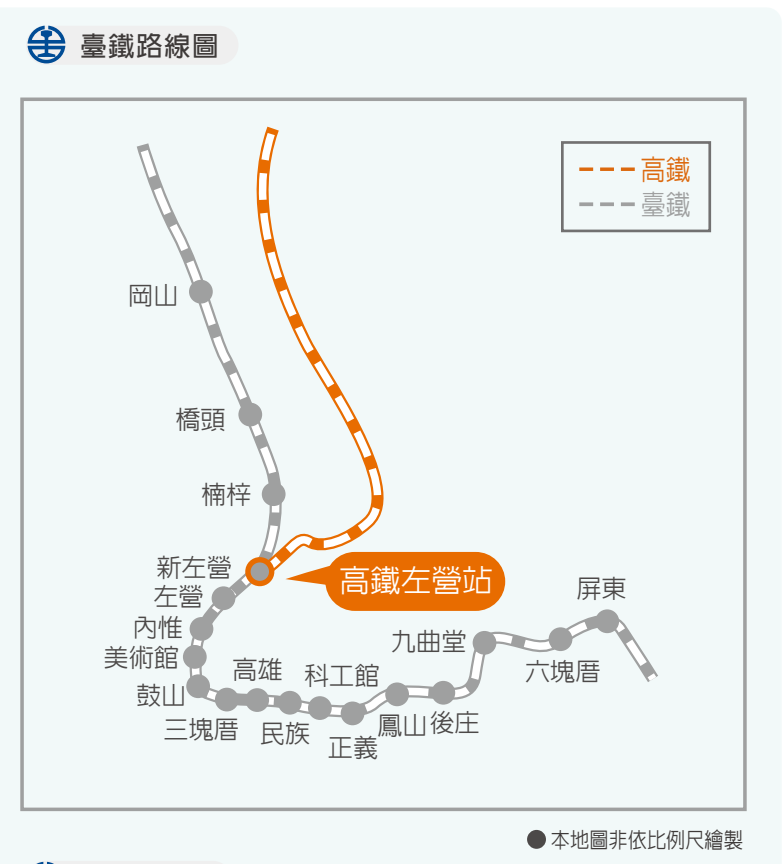 臺鐵路線圖
高鐵
臺鐵
岡山
橋頭
楠梓
新左營
高鐵左營站
左營
內惟
美術館
鼓山
三塊厝
高雄
民族
科工館
正義
鳳山
後庄
九曲堂
六塊厝
屏東
本地圖非依比例尺繪製